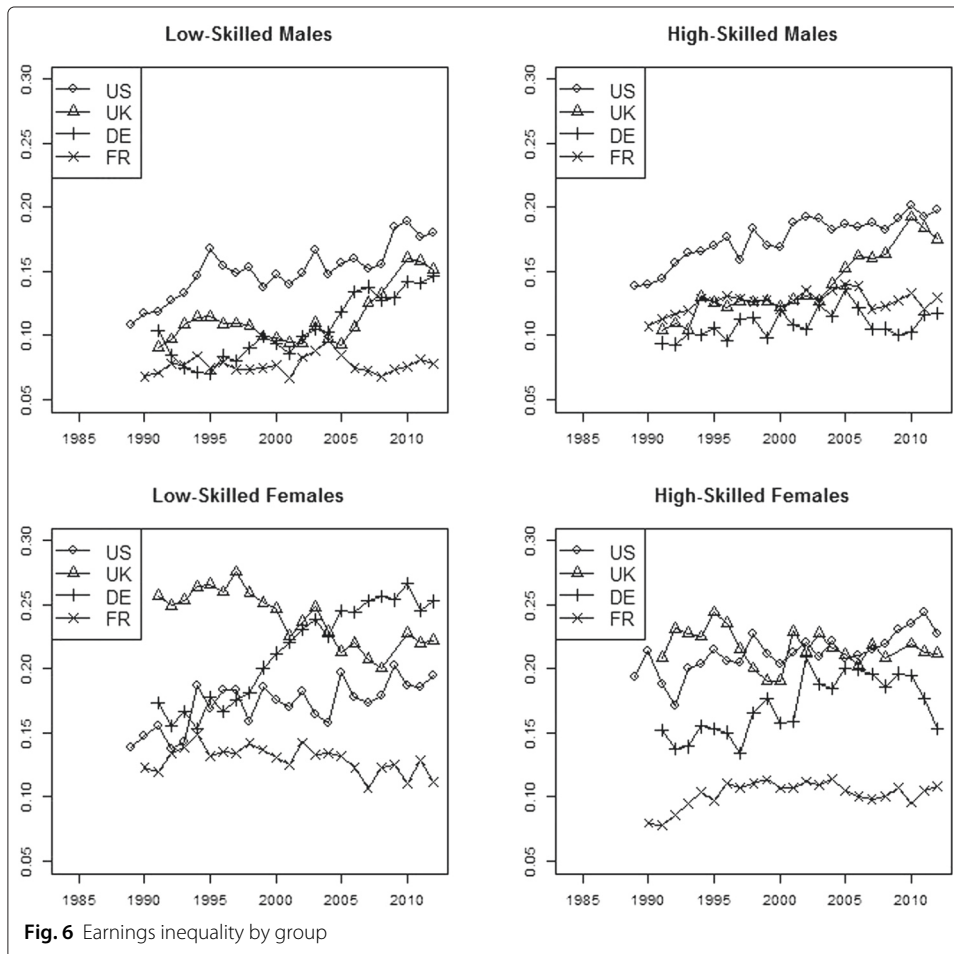 Low-Skilled Males
0.30
0.25
0.20
0.15
0.10
0.05
US
UK
DE
FR
1985 1990 1995 2000 2005 2010
High-Skilled Males
0.30
0.25
0.20
0.15
0.10
0.05
US
UK
DE
FR
1985 1990 1995 2000 2005 2010
Low-Skilled Females
0.30
0.25
0.20
0.15
0.10
0.05
US
UK
DE
FR
1985 1990 1995 2000 2005 2010
High-Skilled Females
0.30
0.25
0.20
0.15
0.10
0.05
US
UK
DE
FR
1985 1990 1995 2000 2005 2010
Fig. 6 Earnings inequality by group